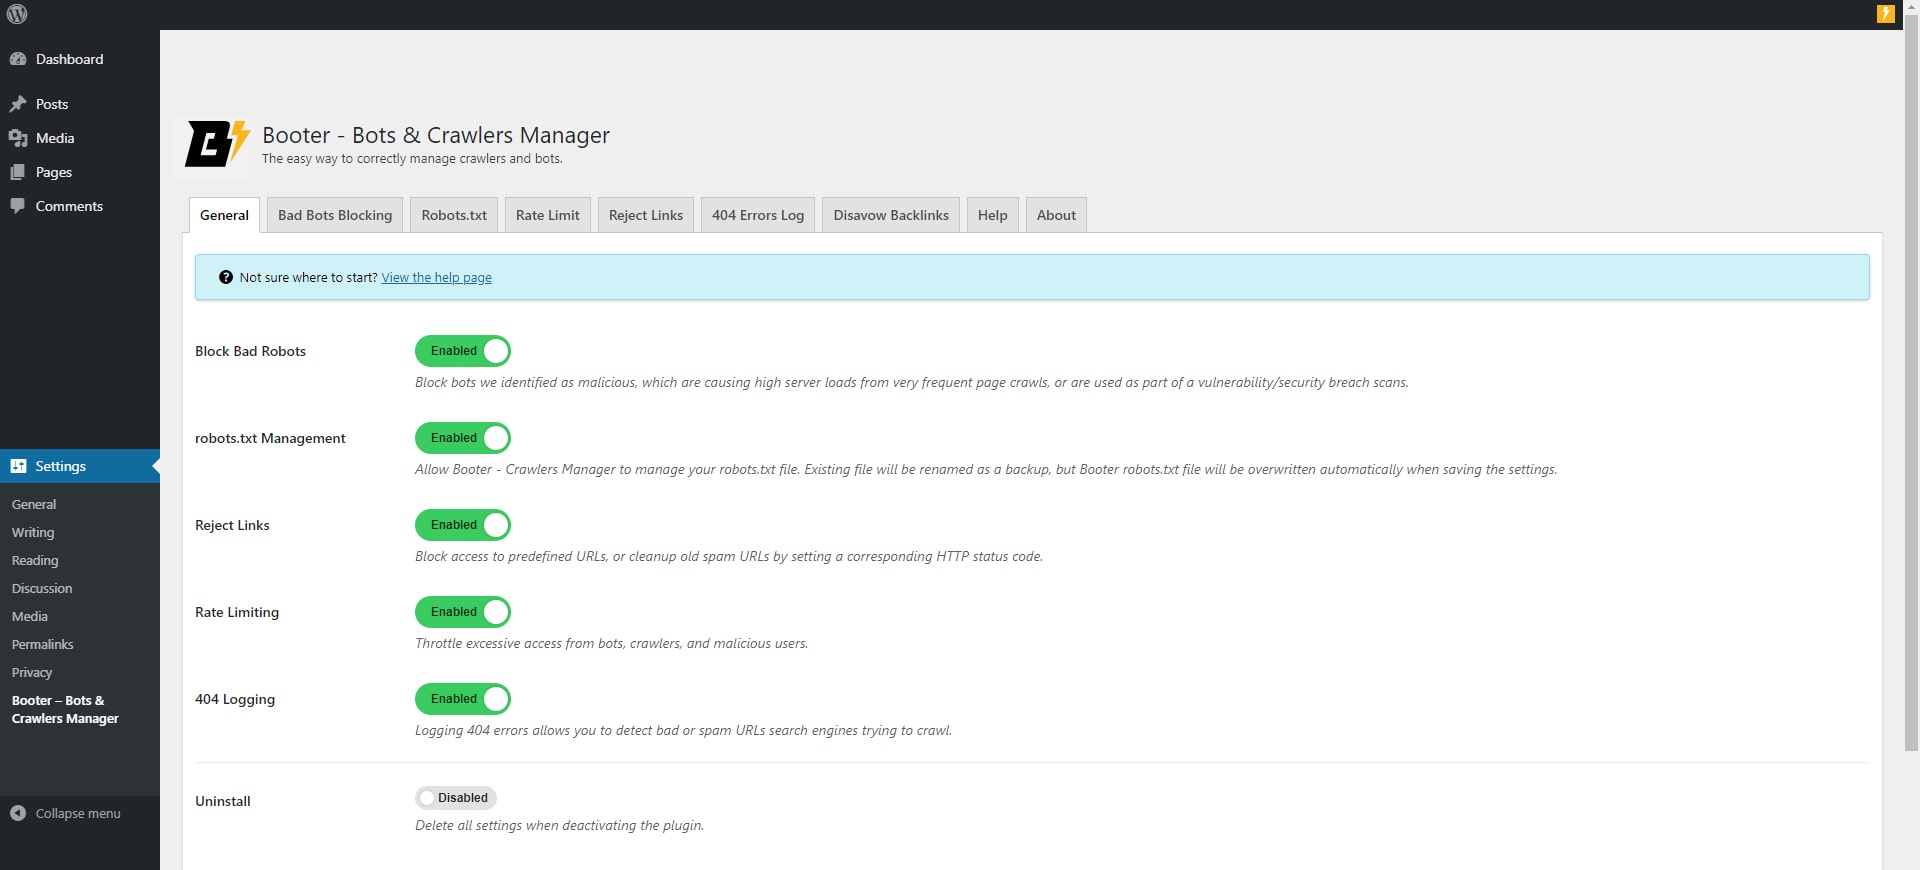 Dashboard
Posts
Media
Pages
Comments
Settings
General
Writing
Reading
Discussion
Media
Permalinks
Privacy
Booter – Bots &
Crawlers Manager
Collapse menu
Booter - Bots & Crawlers Manager
The easy way to correctly manage crawlers and bots.
General
Bad Bots Blocking
Robots.txt
Rate Limit
Reject Links
404 Errors Log
Disavow Backlinks
Help
About
Not sure where to start? View the help page
Block Bad Robots
Enabled
Block bots we identified as malicious, which are causing high server loads from very frequent page crawls, or are used as part of a vulnerability/security breach scans.
robots.txt Management
Enabled
Allow Booter - Crawlers Manager to manage your robots.txt file. Existing file will be renamed as a backup, but Booter robots.txt file will be overwritten automatically when saving the settings.
Reject Links
Enabled
Block access to predefined URLs, or cleanup old spam URLs by setting a corresponding HTTP status code.
Rate Limiting
Enabled
Throttle excessive access from bots, crawlers, and malicious users.
404 Logging
Enabled
Logging 404 errors allows you to detect bad or spam URLs search engines trying to crawl.
Uninstall
Disabled
Delete all settings when deactivating the plugin.